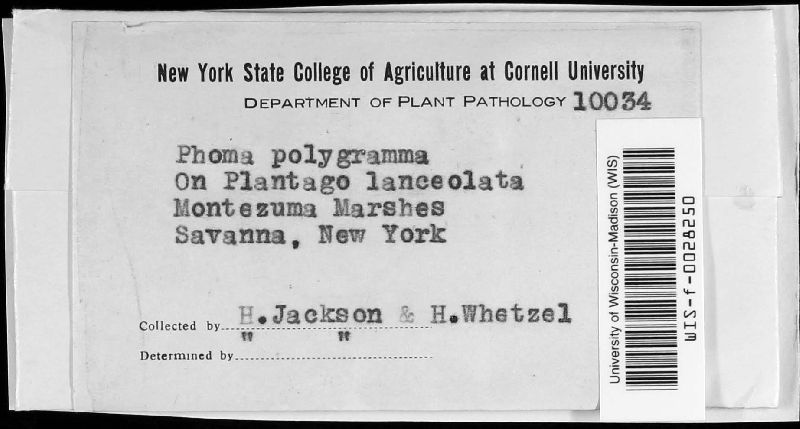 New York State College of Agriculture at Cornell University
DEPARTMENT OF PLANT PATHOLOGY 10034
Phoma polygramma
On Plantago lanceolata
Montezuma Marshes
Savanna, New York
Collected by H.Jackson & H.Whetzel
" "
Determined by
University of Wisconsin-Madison (WIS)
WIS-f-0028250